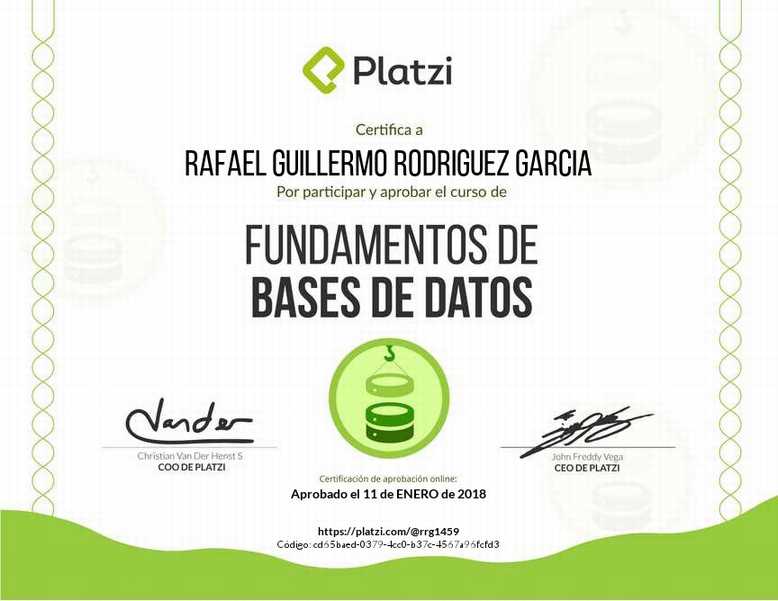 Platzi
Certifica a
RAFAEL GUILLERMO RODRIGUEZ GARCIA
Por participar y aprobar el curso de
FUNDAMENTOS DE
BASES DE DATOS
Vander
Christian Van Der Henst S
COO DE PLATZI
John Freddy Vega
CEO DE PLATZI
Certificación de aprobación online:
Aprobado el 11 de ENERO de 2018
https://platzi.com/@rrg1459
Código: cd65baed-0379-4cc0-b37c-4567a96fcfd3